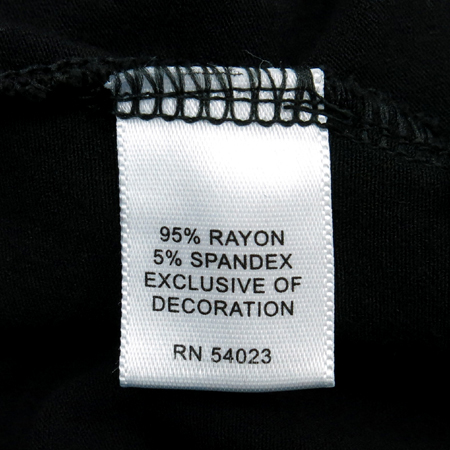 95% RAYON
5% SPANDEX
EXCLUSIVE OF
DECORATION
RN 54023